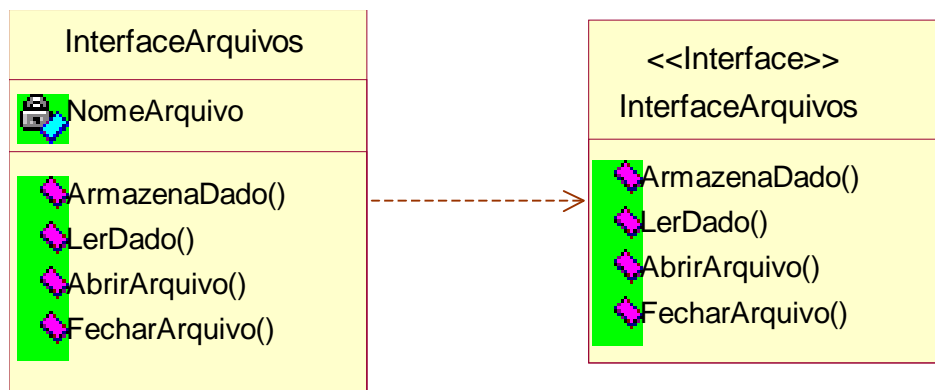 InterfaceArquivos
NomeArquivo
ArmazenaDado()
LerDado()
AbrirArquivo()
FecharArquivo()
<<Interface>>
InterfaceArquivos
ArmazenaDado()
LerDado()
AbrirArquivo()
FecharArquivo()